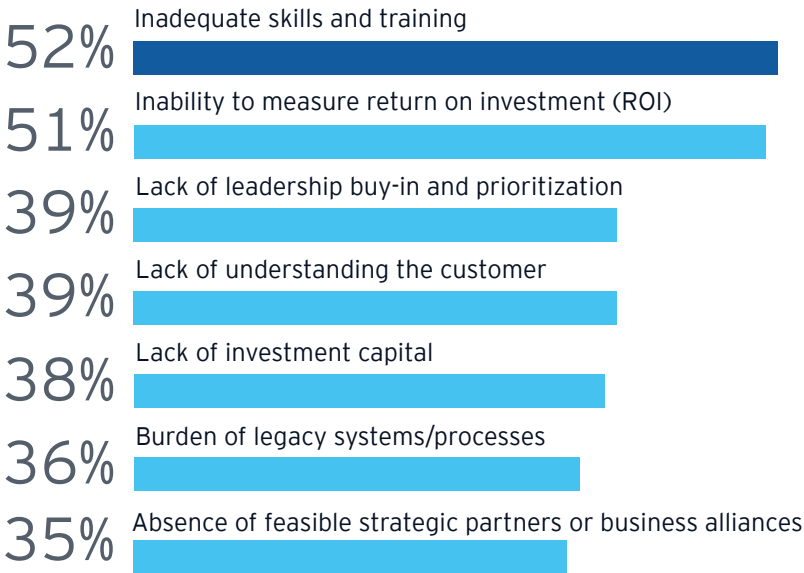 Inadequate skills and training
52%
Inability to measure return on investment (ROI)
51%
Lack of leadership buy-in and prioritization
39%
Lack of understanding the customer
39%
Lack of investment capital
38%
Burden of legacy systems/processes
36%
Absence of feasible strategic partners or business alliances
35%